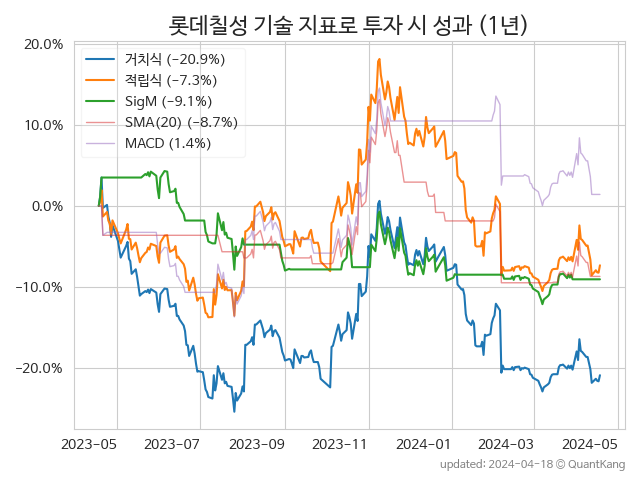 롯데칠성 기술 지표로 투자 시 성과 (1년)
20.0%
10.0%
0.0%
−10.0%
−20.0%
거치식 (−20.9%)
적립식 (−7.3%)
SigM (−9.1%)
SMA(20) (−8.7%)
MACD (1.4%)
2023-05 2023-07 2023-09 2023-11 2024-01 2024-03 2024-05
updated: 2024-04-18 © QuantKang